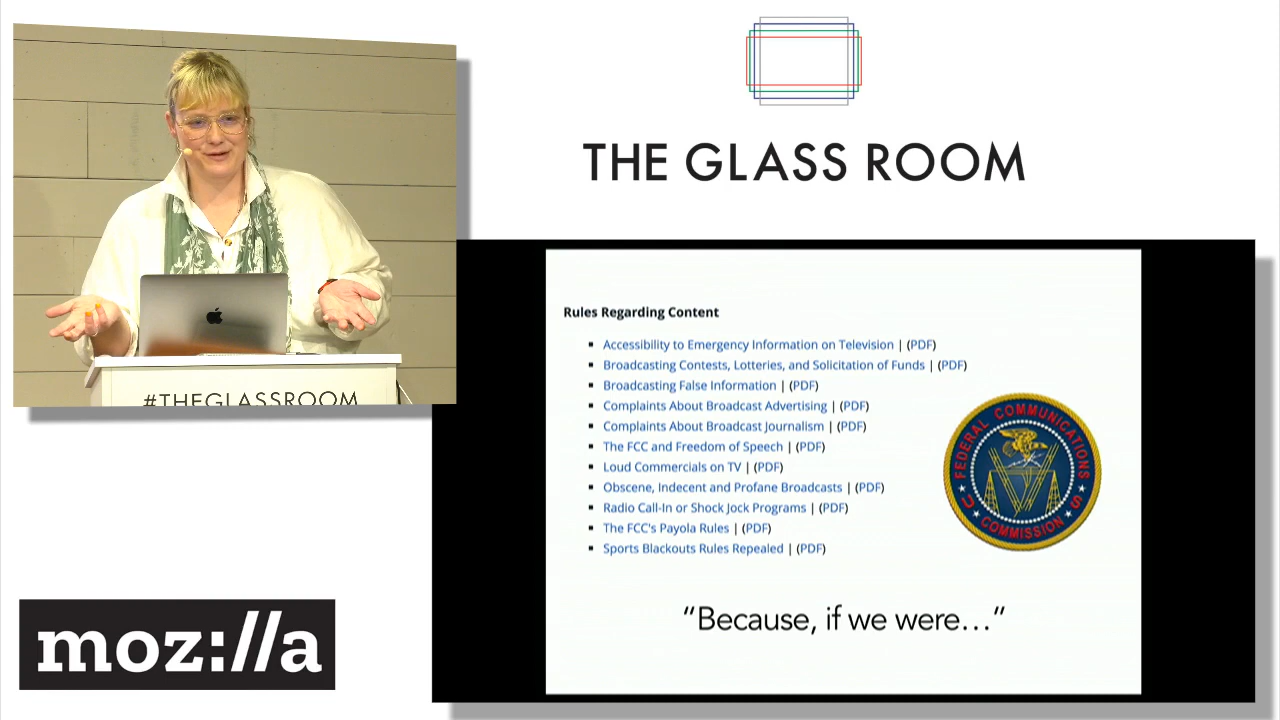 THE GLASS ROOM
Rules Regarding Content
Accessibility to Emergency Information on Television | (PDF)
Broadcasting Contests, Lotteries, and Solicitation of Funds | (PDF)
Broadcasting False Information | (PDF)
Complaints About Broadcast Advertising | (PDF)
Complaints About Broadcast Journalism | (PDF)
The FCC and Freedom of Speech | (PDF)
Loud Commercials on TV | (PDF)
Obscene, Indecent and Profane Broadcasts | (PDF)
Radio Call-In or Shock Jock Programs | (PDF)
The FCC's Payola Rules | (PDF)
Sports Blackouts Rules Repealed | (PDF)
FEDERAL COMMUNICATIONS
COMMISSION
U S
“Because, if we were...”
#THEGLASSROOM
moz://a